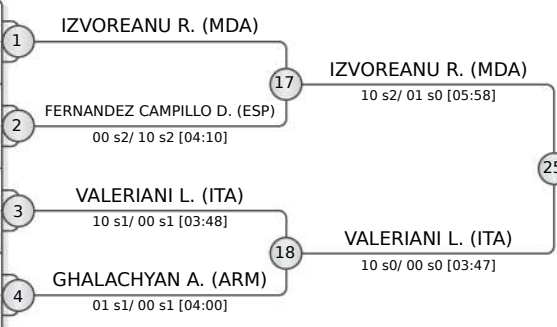 IZVOREANU R. (MDA)
1
IZVOREANU R. (MDA)
17
10 s2/ 01 s0 [05:58]
FERNANDEZ CAMPILLO D. (ESP)
2
00 s2/ 10 s2 [04:10]
25
VALERIANI L. (ITA)
3
10 s1/ 00 s1 [03:48]
VALERIANI L. (ITA)
18
10 s0/ 00 s0 [03:47]
GHALACHYAN A. (ARM)
4
01 s1/ 00 s1 [04:00]